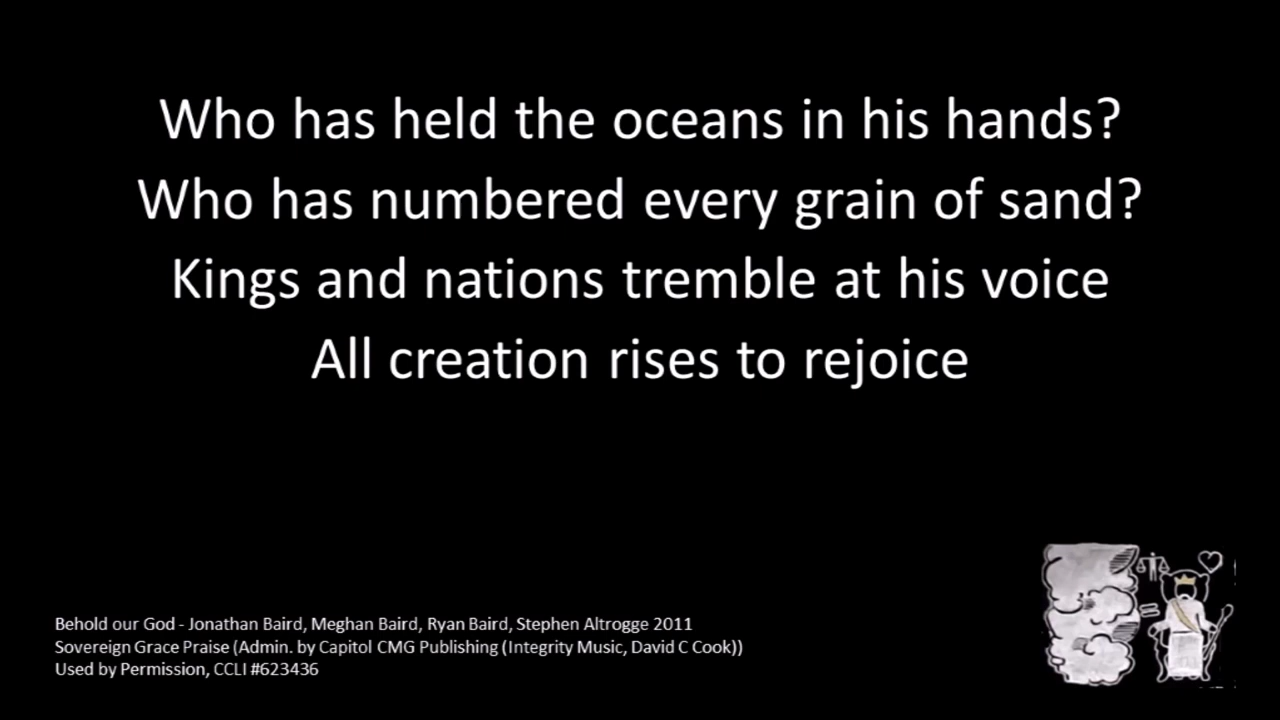 Who has held the oceans in his hands?
Who has numbered every grain of sand?
Kings and nations tremble at his voice
All creation rises to rejoice
Behold our God - Jonathan Baird, Meghan Baird, Ryan Baird, Stephen Altrogge 2011
Sovereign Grace Praise (Admin. by Capitol CMG Publishing (Integrity Music, David C Cook))
Used by Permission, CCLI #623436